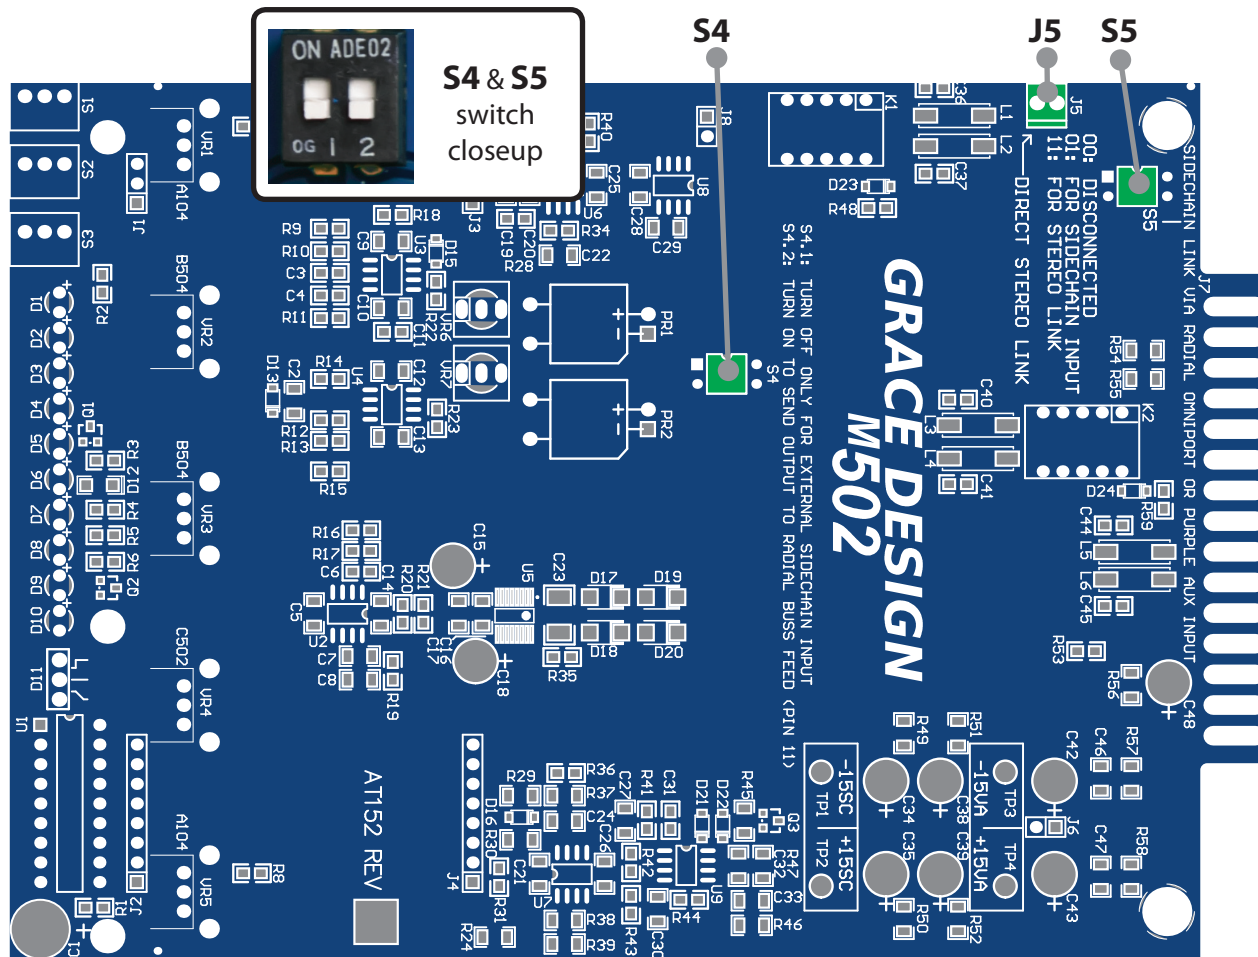 S4
J5
S5
ON ADE02
OG 1 2
S4 & S5
switch
closeup
S1
S2
S3
VR1
A104
J1
R2
B504
VR2
D1
D2
D3
D4
D5
D6
D7
D8
D9
D10
Q1
R3
D12
R4
R5
R6
Q2
B504
VR3
C502
VR4
D11
U1
J2
A104
VR5
R1
C1
R8
R9
R10
C3
C4
R11
R18
C9
U3
C10
C11
D15
R22
VR6
VR7
D13
C2
R14
U4
C12
R12
R13
C13
R23
R15
J3
C19
C20
R28
U6
R34
C22
R40
C25
C28
U8
C29
J8
PR1
PR2
S4
K1
C36
L1
L2
C37
D23
R48
J5
00: DISCONNECTED
01: FOR SIDECHAIN INPUT
11: FOR STEREO LINK
DIRECT STEREO LINK
S5
SIDECHAIN LINK VIA RADIAL OMNIPORT OR PURPLE AUX INPUT
J7
S4.1: TURN OFF ONLY FOR EXTERNAL SIDECHAIN INPUT
S4.2: TURN ON TO SEND OUTPUT TO RADIAL BUSS FEED (PIN 11)
GRACE DESIGN
M502
R54
R55
C40
L3
L4
C41
K2
D24
R59
C44
L5
L6
C45
R53
R56
C48
R16
R17
C6
C5
U2
C14
R20
R21
C7
C8
R19
C15
C16
C17
C18
U5
C23
D17
D19
D18
D20
R35
AT152 REV
J4
R36
R29
R37
D16
C24
R30
C21
U7
C26
R31
R24
R38
R39
C27
R41
C31
R42
R43
C30
D21
D22
R45
Q3
U9
R44
C32
R47
C33
R46
-15SC
TP1
+15SC
TP2
R49
R51
C34
C38
C35
C39
R50
R52
-15VA
TP3
+15VA
TP4
C42
J6
C43
C46
R57
C47
R58